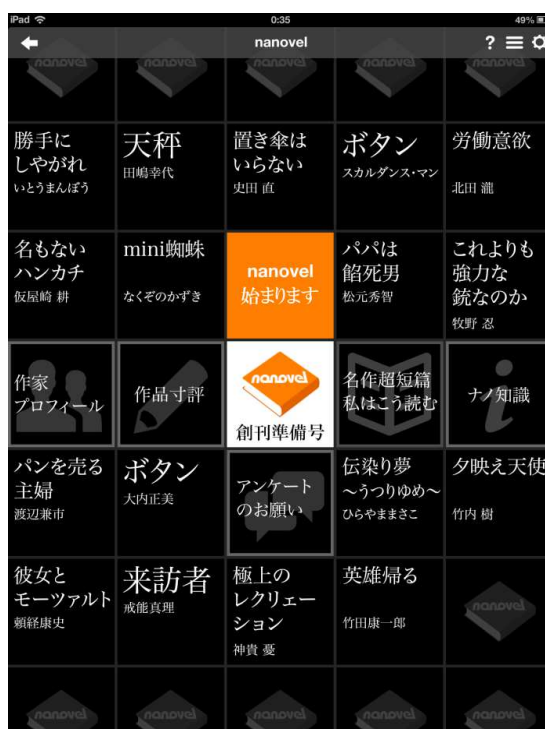 iPad 0:35 49%
nanovel ?
nanovel nanovel nanovel nanovel nanovel
勝手に
しやがれ
いとうまんぼう
天秤
田嶋幸代
置き傘は
いらない
史田 直
ボタン
スカルダンス・マン
労働意欲
北田 瀧
名もない
ハンカチ
仮屋崎 耕
mini蜘蛛
なくぞのかずき
nanovel
始まります
パパは
餡死男
松元秀智
これよりも
強力な
銃なのか
牧野 忍
作家
プロフィール
作品寸評
nanovel
創刊準備号
名作超短篇
私はこう読む
ナノ知識
パンを売る
主婦
渡辺兼市
ボタン
大内正美
アンケート
のお願い
伝染り夢
〜うつりゆめ〜
ひらやままさこ
夕映え天使
竹内 樹
彼女と
モーツァルト
頼経康史
来訪者
戒能真理
極上の
レクリエー
ション
神貴 憂
英雄帰る
竹田康一郎
nanovel
nanovel nanovel nanovel nanovel nanovel